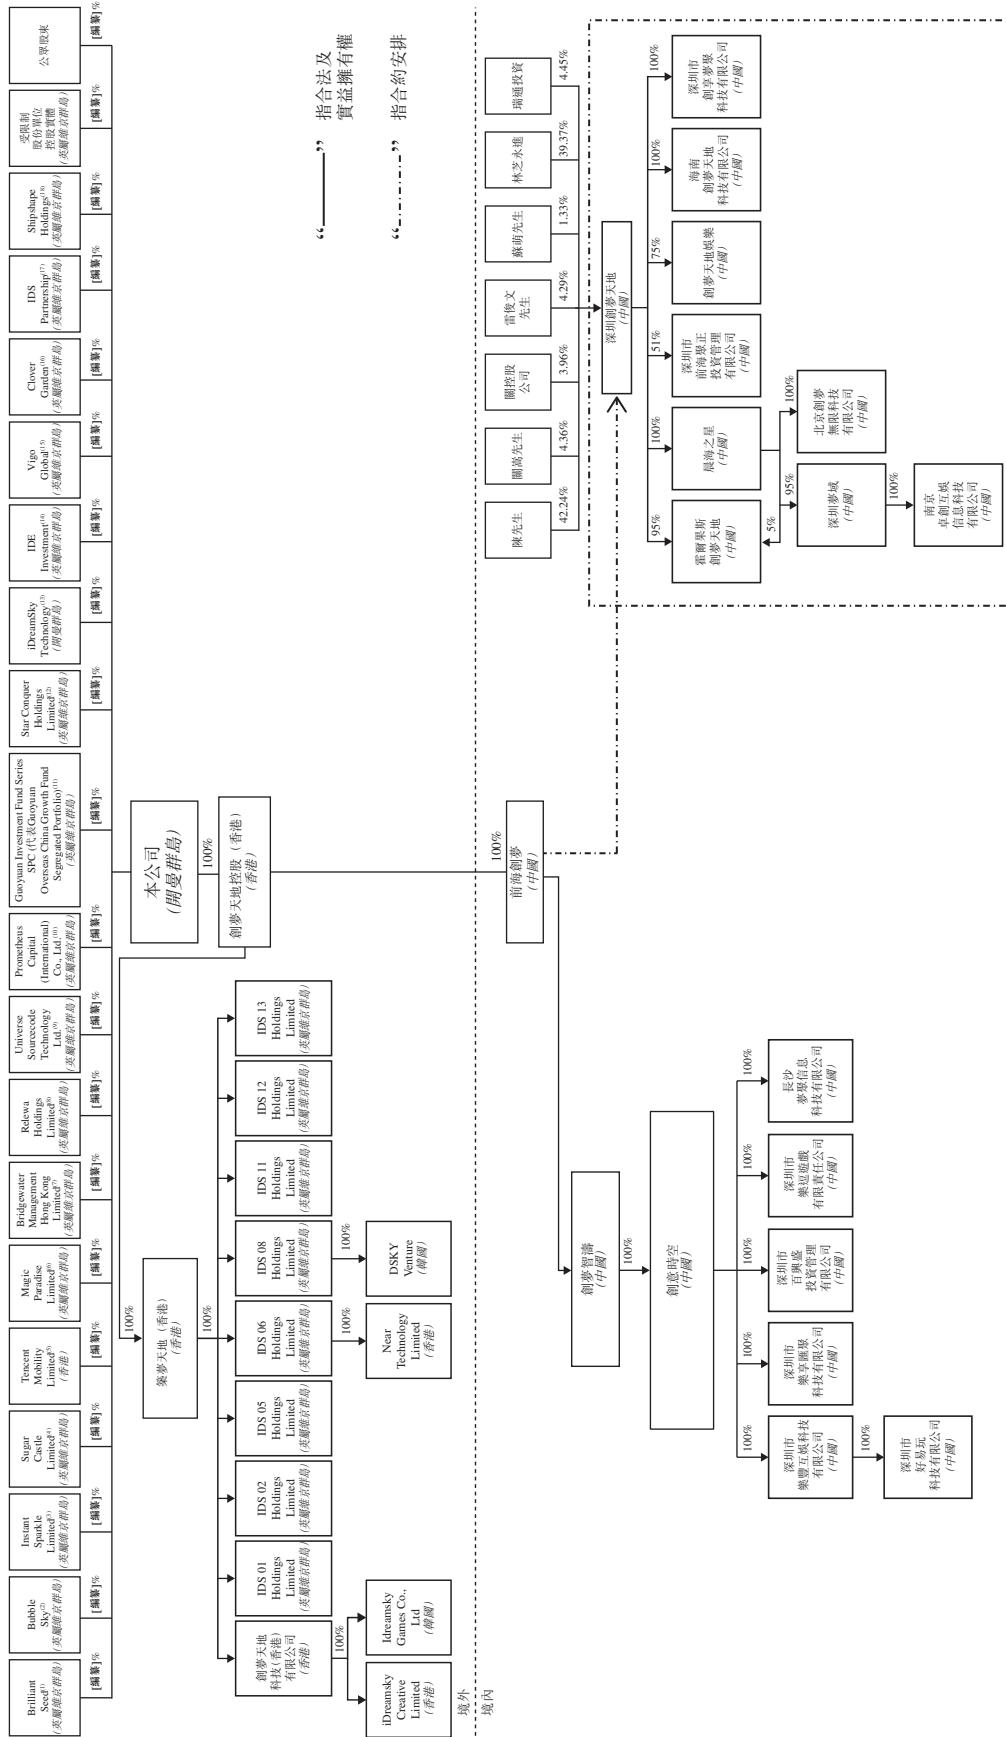 Brilliant
Seed⁽¹⁾
(英屬維京群島)
[編纂]%
Bubble
Sky⁽²⁾
(英屬維京群島)
[編纂]%
Instant
Sparkle
Limited⁽³⁾
(英屬維京群島)
[編纂]%
Sugar
Castle
Limited⁽⁴⁾
(英屬維京群島)
[編纂]%
Tencent
Mobility
Limited⁽⁵⁾
(香港)
[編纂]%
Magic
Paradise
Limited⁽⁶⁾
(英屬維京群島)
[編纂]%
Bridgewater
Management
Hong Kong
Limited⁽⁷⁾
(英屬維京群島)
[編纂]%
Relewa
Holdings
Limited⁽⁸⁾
(英屬維京群島)
[編纂]%
Universe
Sourcecode
Technology
Ltd.⁽⁹⁾
(英屬維京群島)
[編纂]%
Prometheus
Capital
(International)
Co., Ltd.⁽¹⁰⁾
(英屬維京群島)
[編纂]%
Guoyuan Investment Fund Series
SPC (代表Guoyuan
Overseas China Growth Fund
Segregated Portfolio)⁽¹¹⁾
(英屬維京群島)
[編纂]%
Star Conquer
Holdings
Limited⁽¹²⁾
(英屬維京群島)
[編纂]%
iDreamSky
Technology⁽¹³⁾
(開曼群島)
[編纂]%
IDE
Investment⁽¹⁴⁾
(英屬維京群島)
[編纂]%
Vigo
Global⁽¹⁵⁾
(英屬維京群島)
[編纂]%
Clover
Garden⁽¹⁶⁾
(英屬維京群島)
[編纂]%
IDS
Partnership⁽¹⁷⁾
(英屬維京群島)
[編纂]%
Shipshape
Holdings⁽¹⁸⁾
(英屬維京群島)
[編纂]%
受限制
股份單位
控股實體
(英屬維京群島)
[編纂]%
公眾股東
[編纂]%
本公司
(開曼群島)
100%
創夢天地控股 (香港)
(香港)
100%
築夢天地 (香港)
(香港)
100%
創夢天地
科技(香港)
有限公司
(香港)
IDS 01
Holdings
Limited
(英屬維京群島)
IDS 02
Holdings
Limited
(英屬維京群島)
IDS 05
Holdings
Limited
(英屬維京群島)
IDS 06
Holdings
Limited
(英屬維京群島)
IDS 08
Holdings
Limited
(英屬維京群島)
IDS 11
Holdings
Limited
(英屬維京群島)
IDS 12
Holdings
Limited
(英屬維京群島)
IDS 13
Holdings
Limited
(英屬維京群島)
100%
100%
100%
iDreamsky
Creative
Limited
(香港)
Idreamsky
Games Co.,
Ltd
(韓國)
Near
Technology
Limited
(香港)
DSKY
Venture
(韓國)
“ ” 指合法及
實益擁有權
“ ” 指合約安排
境外
境內
100%
前海創夢
(中國)
創夢智濤
(中國)
100%
創意時空
(中國)
100%
100%
100%
100%
100%
深圳市
樂豐互娛科技
有限公司
(中國)
深圳市
樂享匯聚
科技有限公司
(中國)
深圳市
百興盛
投資管理
有限公司
(中國)
深圳市
樂逗遊戲
有限責任公司
(中國)
長沙
夢聚信息
科技有限公司
(中國)
100%
深圳市
好易玩
科技有限公司
(中國)
陳先生
關嵩先生
關控股
公司
雷俊文
先生
蘇萌先生
林芝永進
瑞通投資
42.24%
4.36%
3.96%
4.29%
1.33%
39.37%
4.45%
深圳創夢天地
(中國)
95%
100%
51%
75%
100%
100%
霍爾果斯
創夢天地
(中國)
晨海之星
(中國)
深圳市
前海聚正
投資管理
有限公司
(中國)
創夢天地娛樂
(中國)
海南
創夢天地
科技有限公司
(中國)
深圳市
創享夢聚
科技有限公司
(中國)
5%
95%
100%
深圳夢域
(中國)
北京創夢
無限科技
有限公司
(中國)
100%
南京
卓創互娛
信息科技
有限公司
(中國)